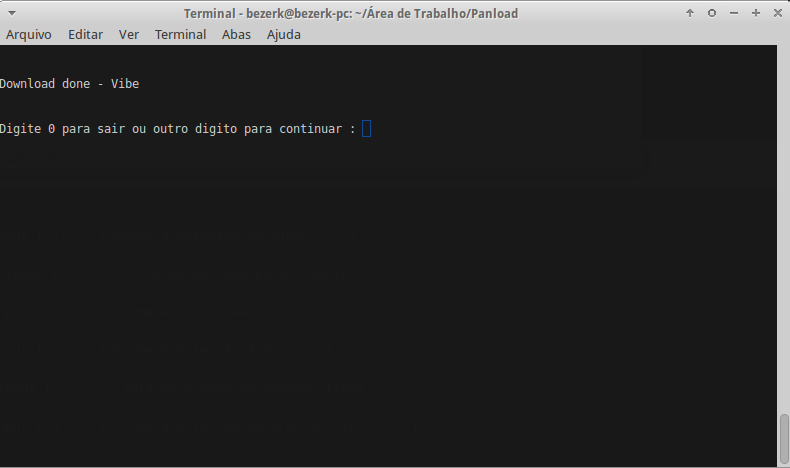 Terminal - bezerk@bezerk-pc: ~/Área de Trabalho/Panload
Arquivo Editar Ver Terminal Abas Ajuda
Download done - Vibe
Digite 0 para sair ou outro digito para continuar :